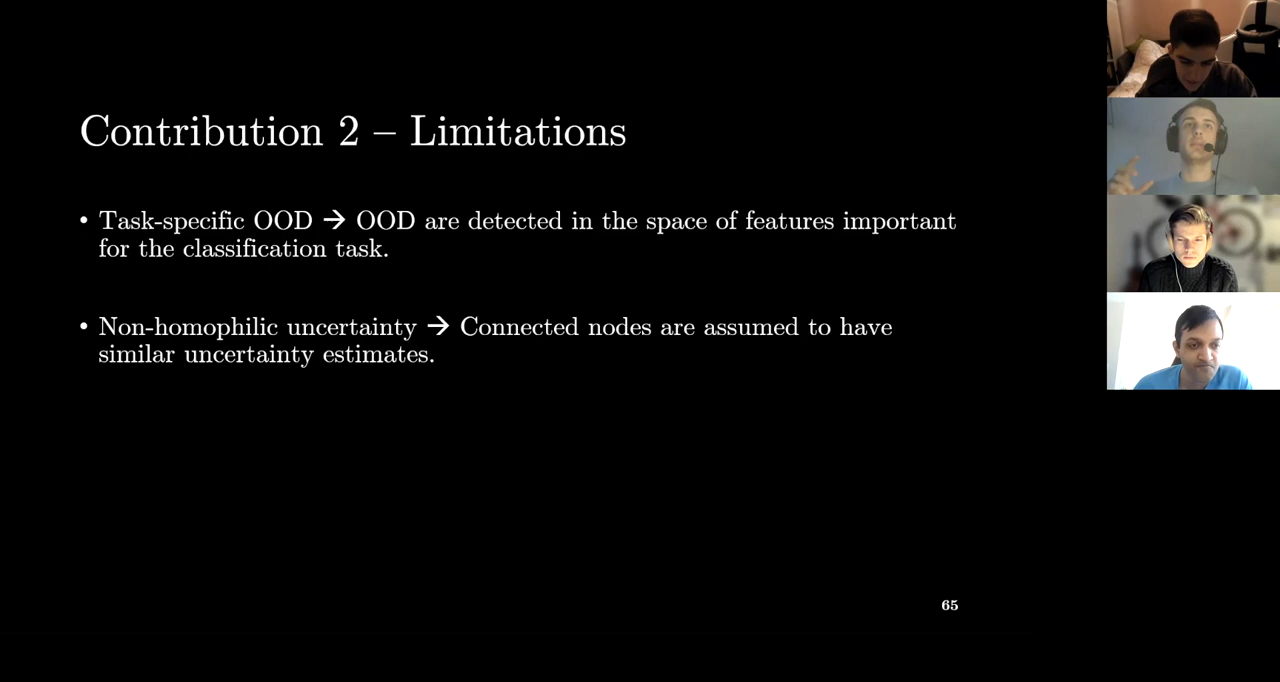 Contribution 2 – Limitations
• Task-specific OOD → OOD are detected in the space of features important
for the classification task.
• Non-homophilic uncertainty → Connected nodes are assumed to have
similar uncertainty estimates.
65